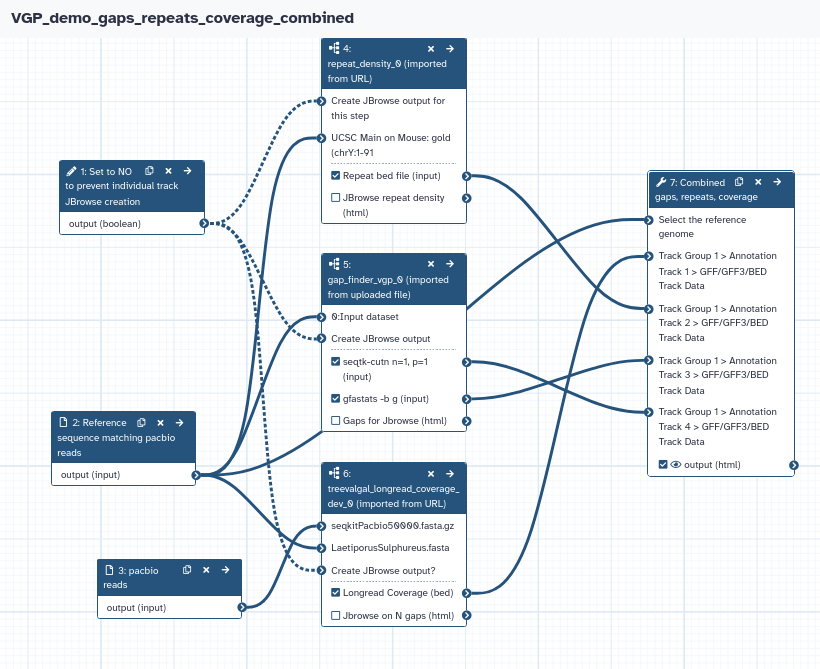 VGP_demo_gaps_repeats_coverage_combined
4:
repeat_density_0 (imported
from URL)
Create JBrowse output for
this step
UCSC Main on Mouse: gold
(chrY:1-91
Repeat bed file (input)
JBrowse repeat density
(html)
1: Set to NO
to prevent individual track
JBrowse creation
output (boolean)
7: Combined
gaps, repeats, coverage
Select the reference
genome
Track Group 1 > Annotation
Track 1 > GFF/GFF3/BED
Track Data
Track Group 1 > Annotation
Track 2 > GFF/GFF3/BED
Track Data
Track Group 1 > Annotation
Track 3 > GFF/GFF3/BED
Track Data
Track Group 1 > Annotation
Track 4 > GFF/GFF3/BED
Track Data
output (html)
5:
gap_finder_vgp_0 (imported
from uploaded file)
0:Input dataset
Create JBrowse output
seqtk-cutn n=1, p=1
(input)
gfastats -b g (input)
Gaps for Jbrowse (html)
2: Reference
sequence matching pacbio
reads
output (input)
6:
treevalgal_longread_coverage_
dev_0 (imported from URL)
seqkitPacbio50000.fasta.gz
LaetiporusSulphureus.fasta
Create JBrowse output?
Longread Coverage (bed)
Jbrowse on N gaps (html)
3: pacbio
reads
output (input)